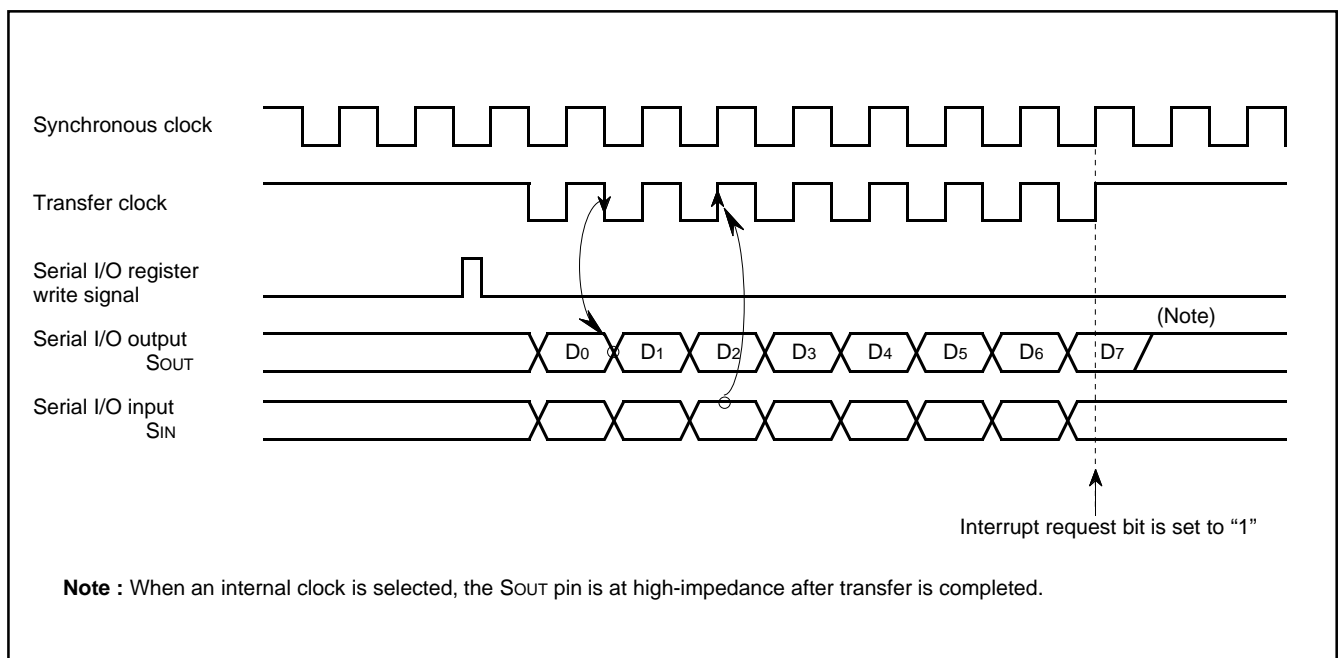 Synchronous clock
Transfer clock
Serial I/O register
write signal
(Note)
Serial I/O output
SOUT
D0 D1 D2 D3 D4 D5 D6 D7
Serial I/O input
SIN
Interrupt request bit is set to “1”
Note : When an internal clock is selected, the SOUT pin is at high-impedance after transfer is completed.